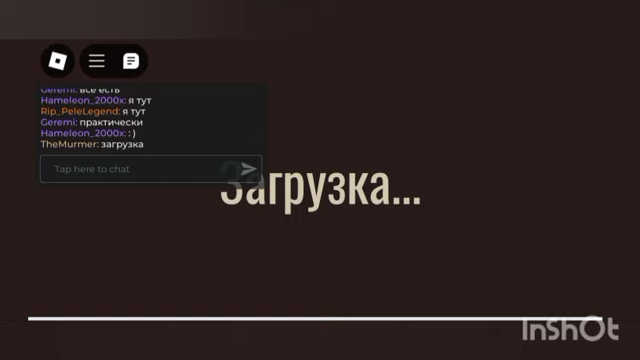 Geremi: все есть
Hameleon_2000x: я тут
Rip_PeleLegend: я тут
Geremi: практически
Hameleon_2000x: : )
TheMurmer: загрузка
Tap here to chat
Загрузка...
InShOt